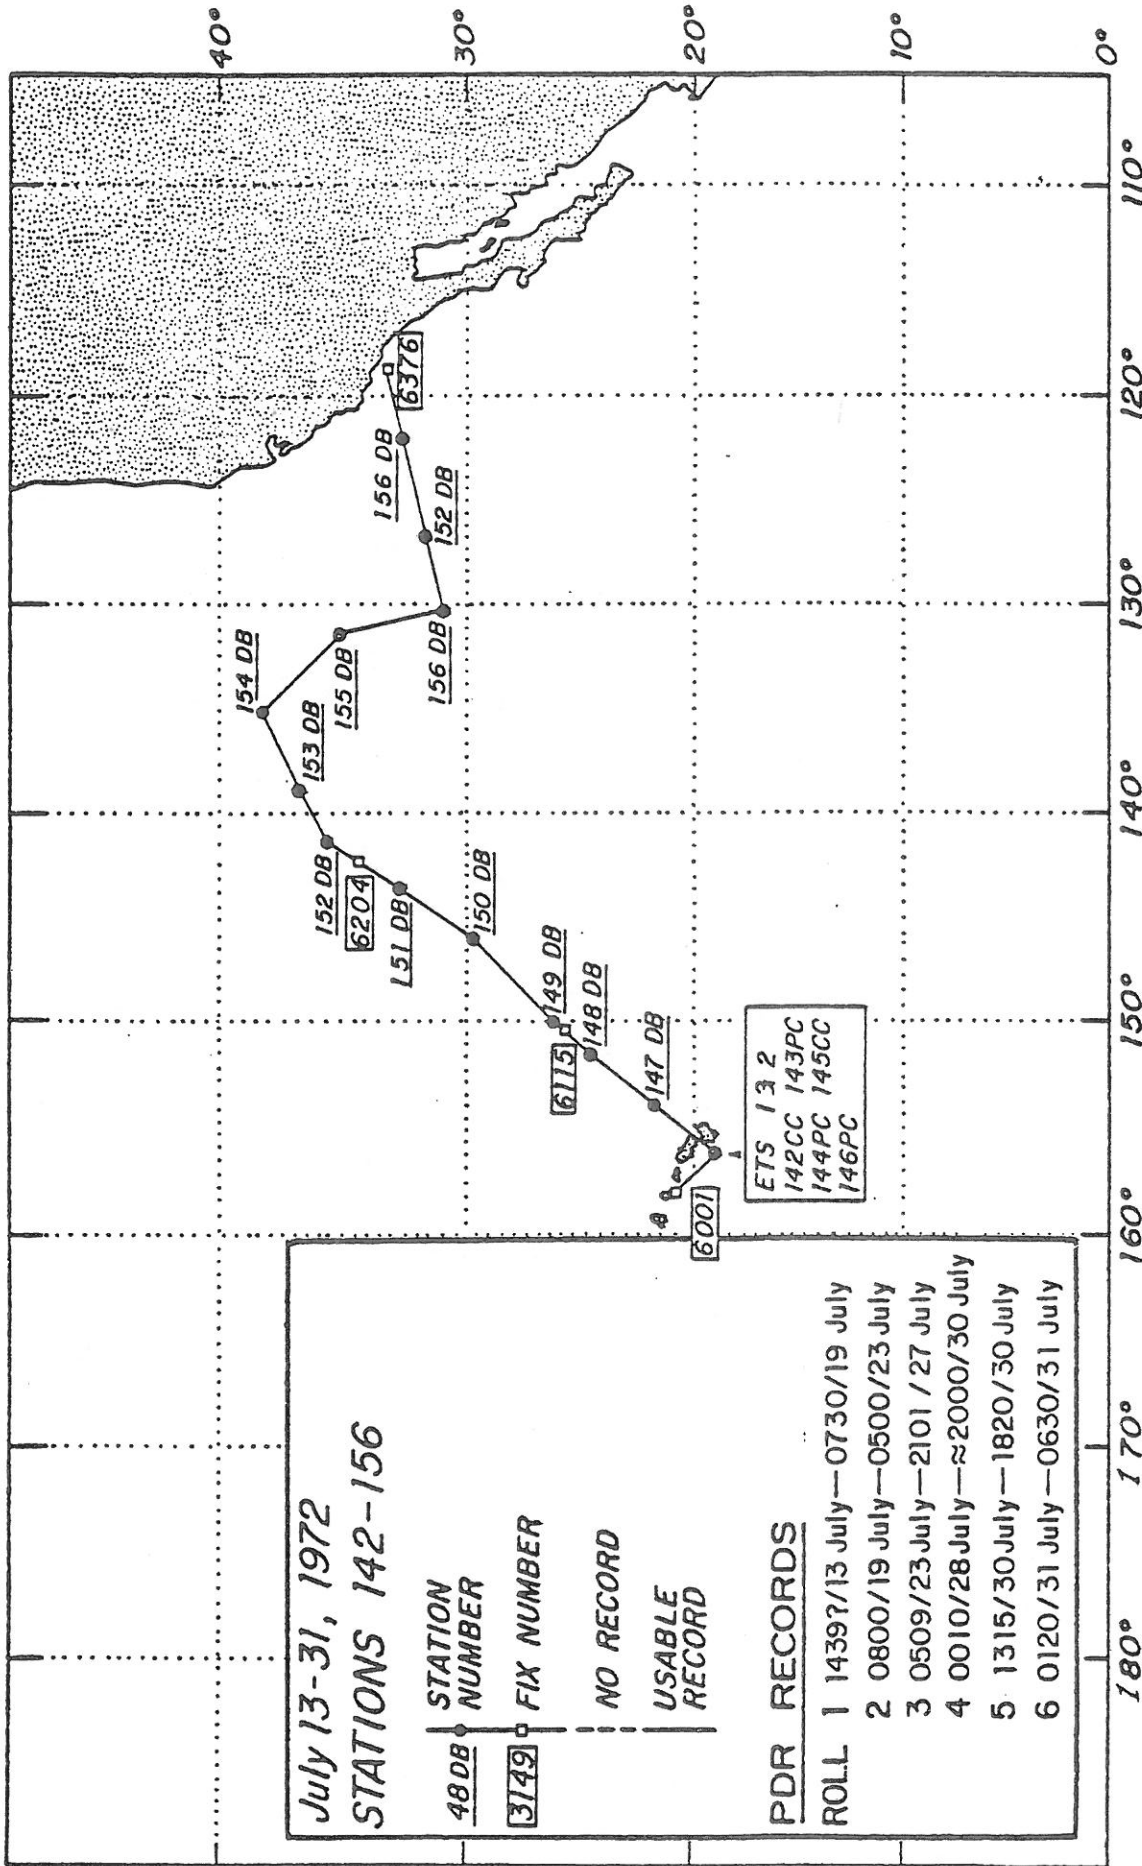 July 13-31, 1972
STATIONS 142-156
48 DB
STATION
NUMBER
3149
FIX NUMBER
NO RECORD
USABLE
RECORD
PDR RECORDS
ROLL 1 1439?/13 July—0730/19 July
2 0800/19 July—0500/23 July
3 0509/23 July—2101/27 July
4 0010/28 July—≈2000/30 July
5 1315/30 July—1820/30 July
6 0120/31 July—0630/31 July
6001
ETS 1
142CC 143PC
144PC 145CC
146PC
147 DB
148 DB
6115
149 DB
150 DB
151 DB
6204
152 DB
153 DB
154 DB
155 DB
156 DB
152 DB
156 DB
6376
40°
30°
20°
10°
0°
180°
170°
160°
150°
140°
130°
120°
110°